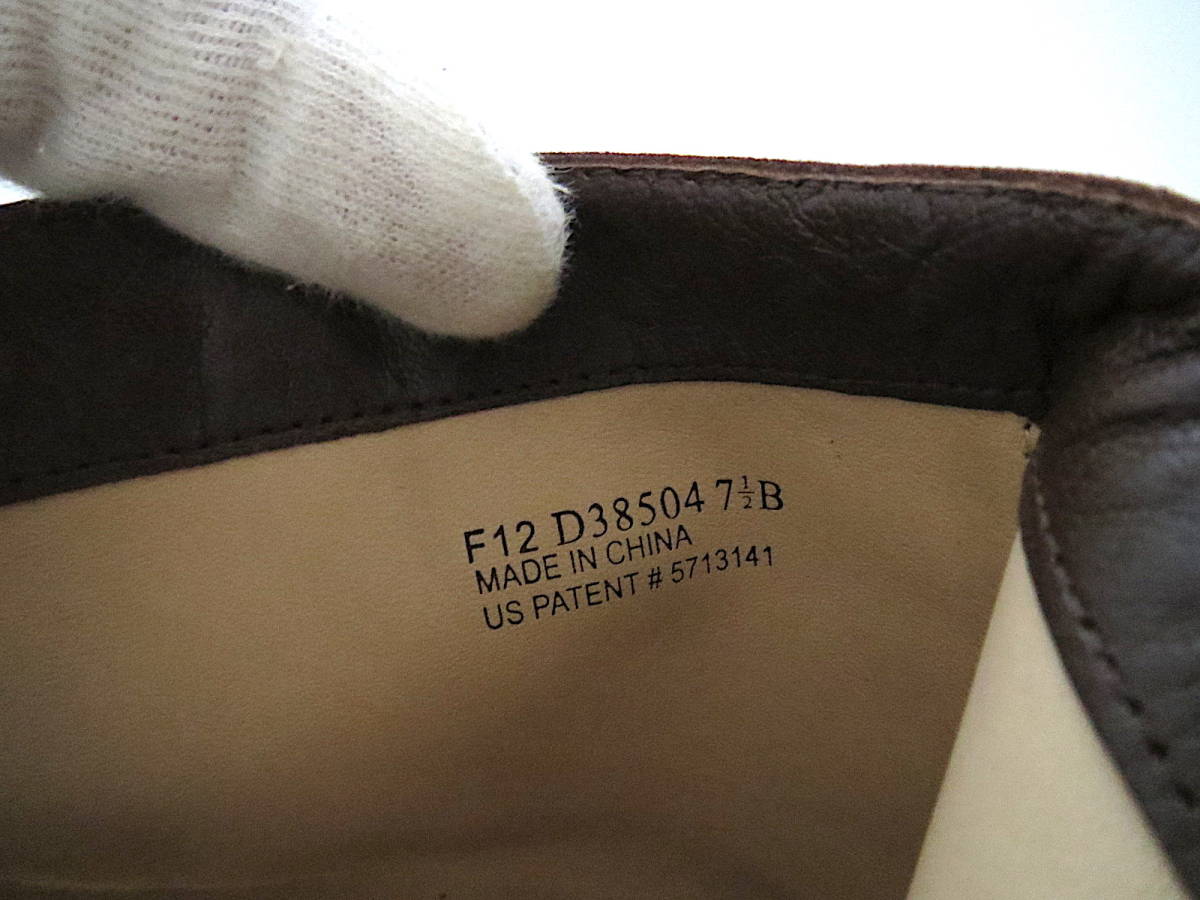 F12 D38504 7½B
MADE IN CHINA
US PATENT # 5713141